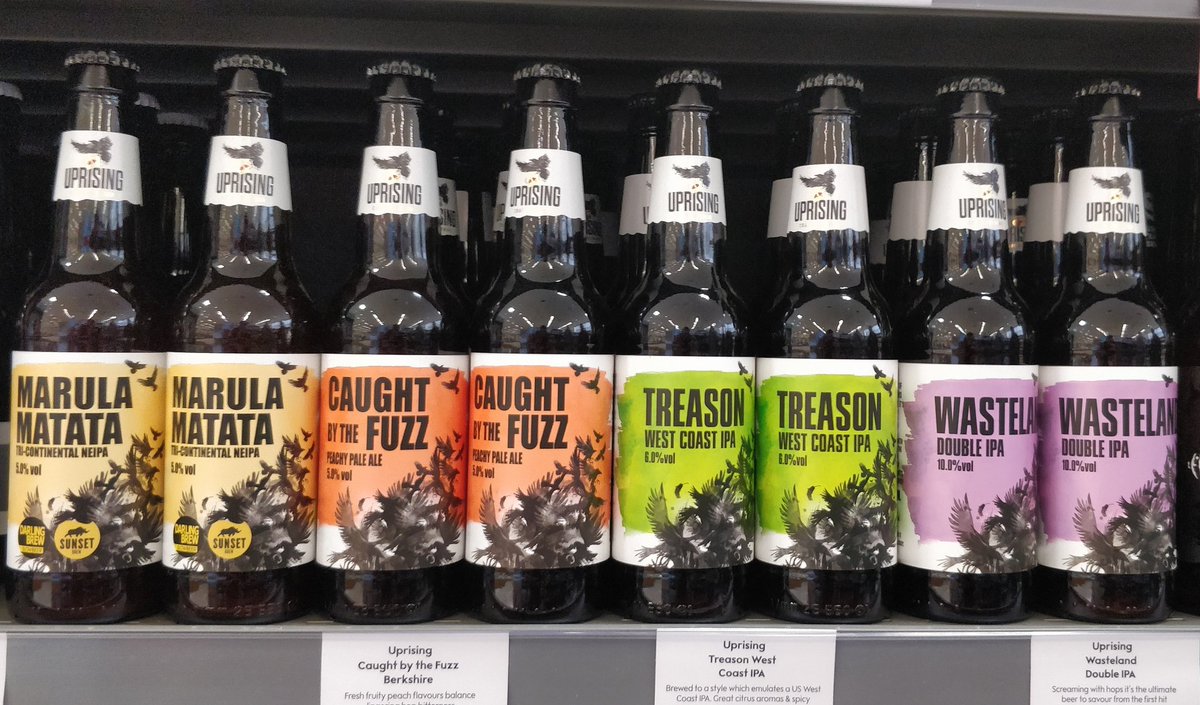 UPRISING
UPRISING
UPRISING
UPRISING
UPRISING
UPRISING
UPRISING
UPRISING
MARULA
MATATA
TRI-CONTINENTAL NEIPA
5.0%vol
DARLING
BREW
SUNSET
BREW
MARULA
MATATA
TRI-CONTINENTAL NEIPA
5.0%vol
DARLING
BREW
SUNSET
BREW
CAUGHT
BY THE FUZZ
PEACHY PALE ALE
5.0%vol
CAUGHT
BY THE FUZZ
PEACHY PALE ALE
5.0%vol
TREASON
WEST COAST IPA
6.0%vol
TREASON
WEST COAST IPA
6.0%vol
WASTELAN
DOUBLE IPA
10.0%vol
WASTELAN
DOUBLE IPA
10.0%vol
Uprising
Caught by the Fuzz
Berkshire
Fresh fruity peach flavours balance
Uprising
Treason West
Coast IPA
Brewed to a style which emulates a US West
Coast IPA. Great citrus aromas & spicy
Uprising
Wasteland
Double IPA
Screaming with hops it's the ultimate
beer to savour from the first hit